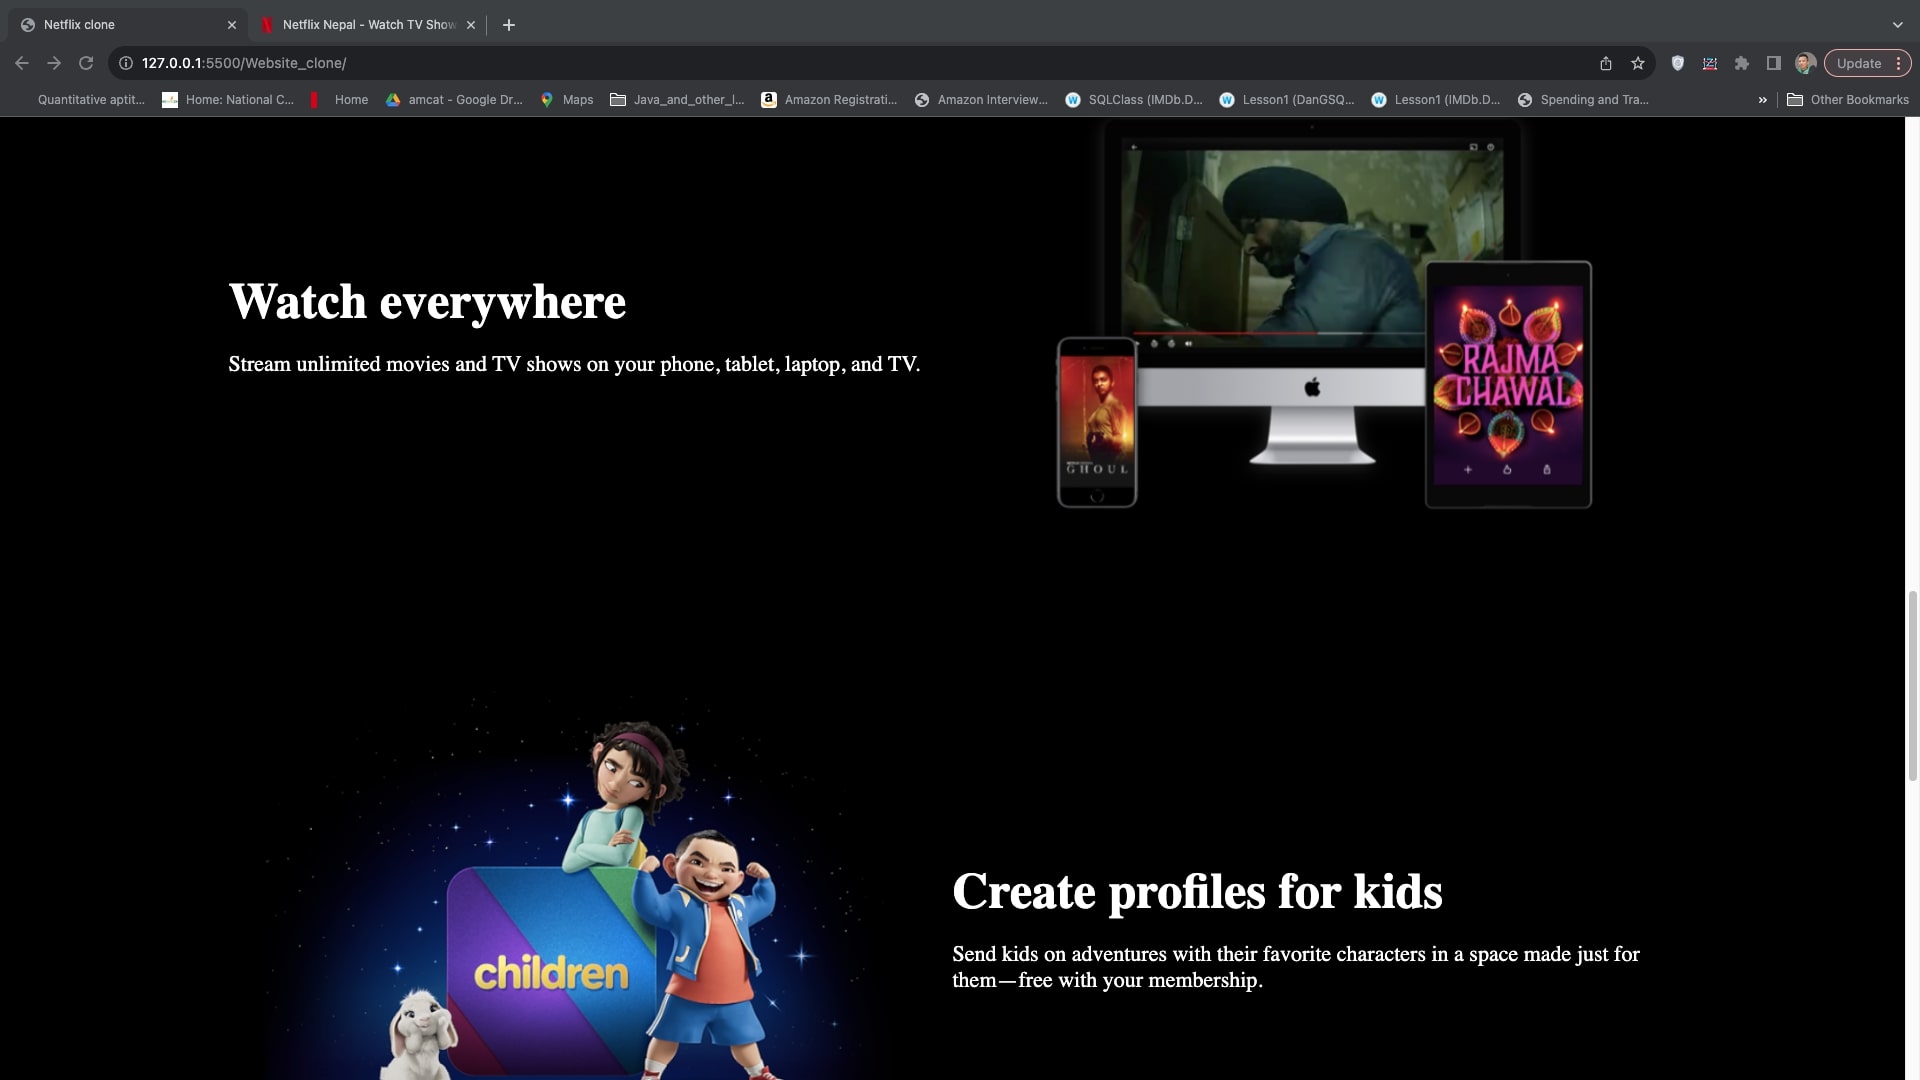 Netflix clone
Netflix Nepal - Watch TV Show
127.0.0.1:5500/Website_clone/
Update
Quantitative aptit...
Home: National C...
Home
amcat - Google Dr...
Maps
Java_and_other_l...
Amazon Registrati...
Amazon Interview...
SQLClass (IMDb.D...
Lesson1 (DanGSQ...
Lesson1 (IMDb.D...
Spending and Tra...
»
Other Bookmarks
Watch everywhere
Stream unlimited movies and TV shows on your phone, tablet, laptop, and TV.
RAJMA
CHAWAL
GHOUL
children
Create profiles for kids
Send kids on adventures with their favorite characters in a space made just for
them—free with your membership.